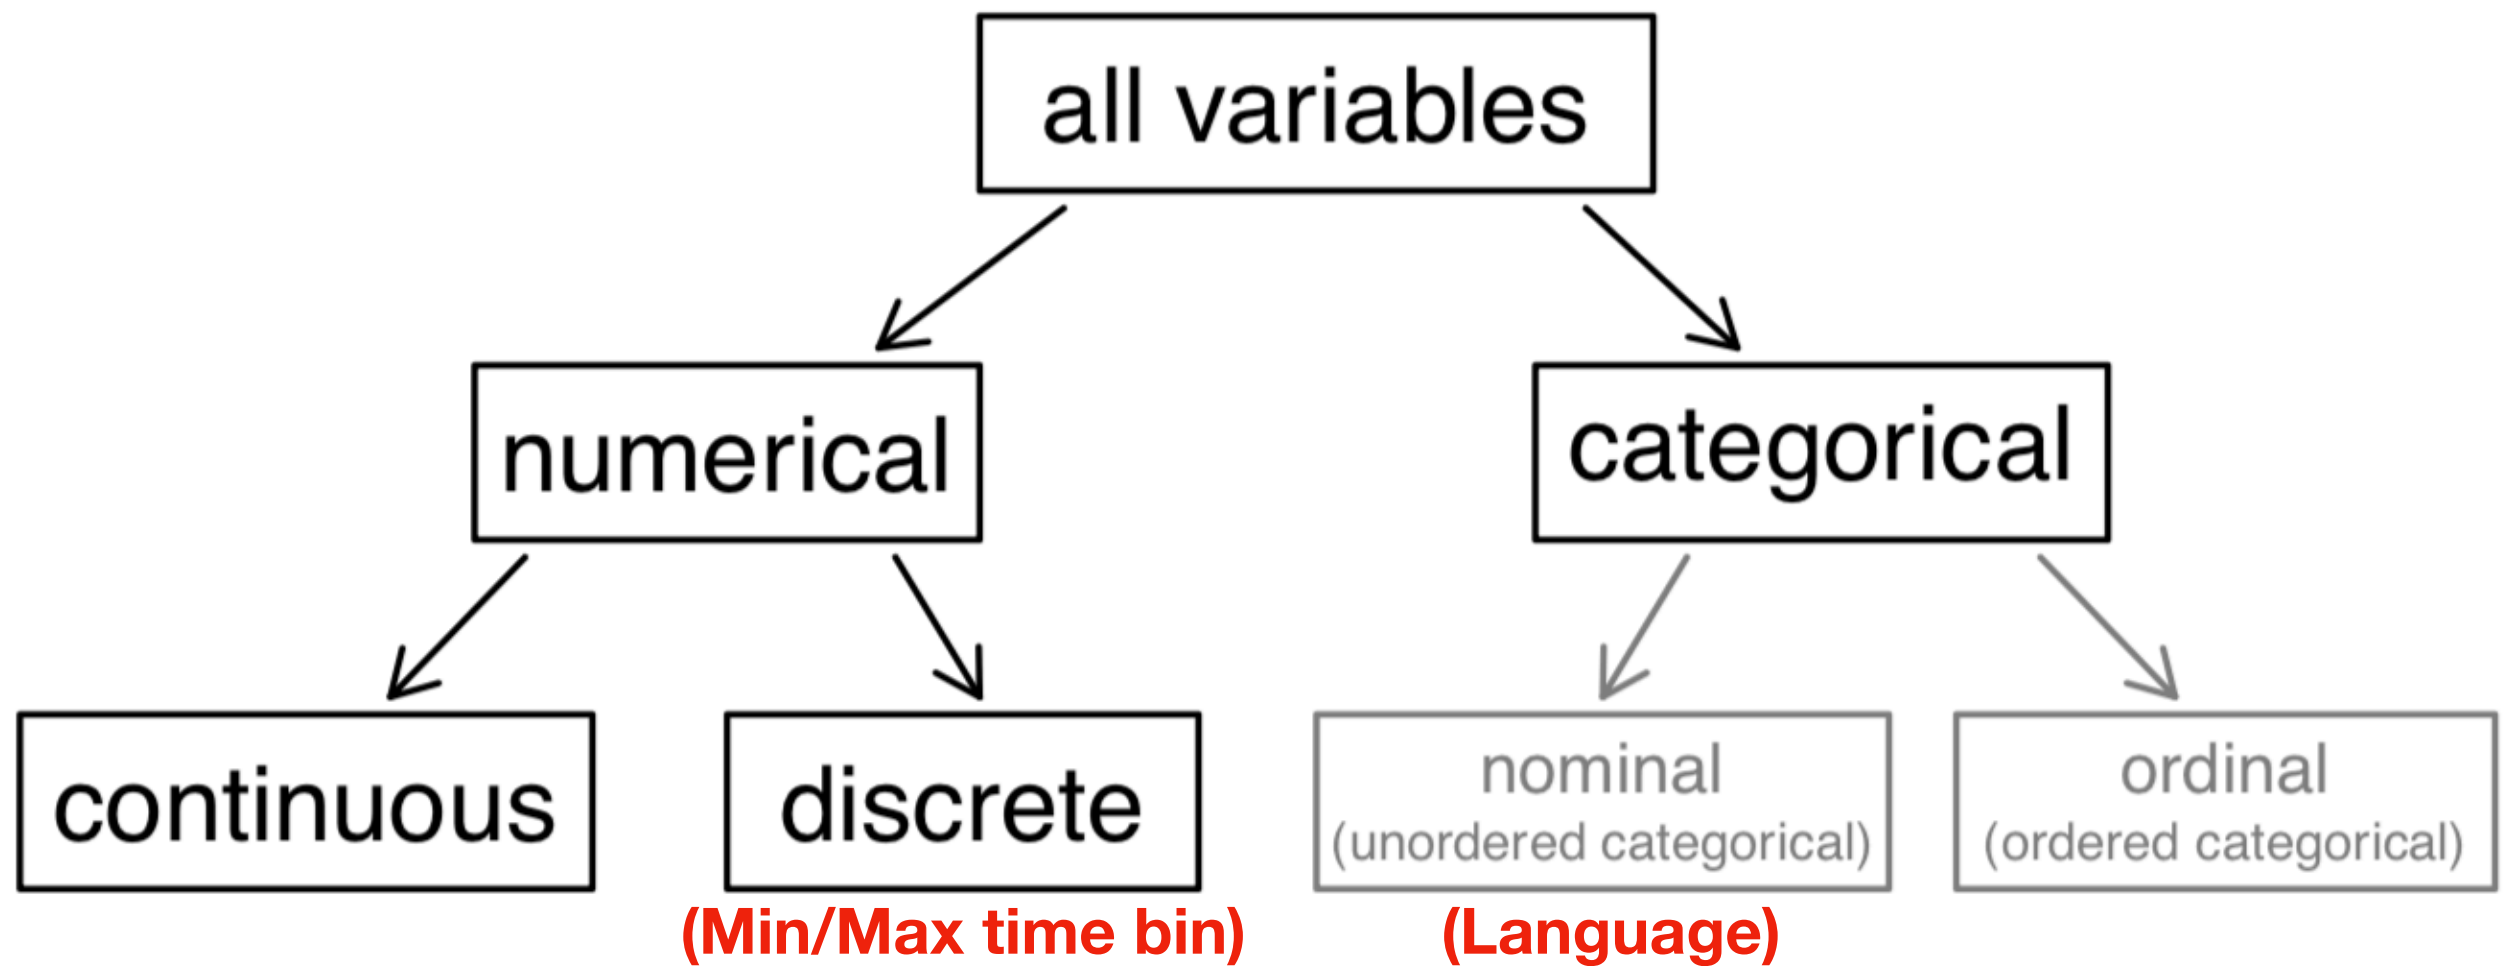 all variables
numerical
categorical
continuous
discrete
nominal
(unordered categorical)
ordinal
(ordered categorical)
(Min/Max time bin)
(Language)